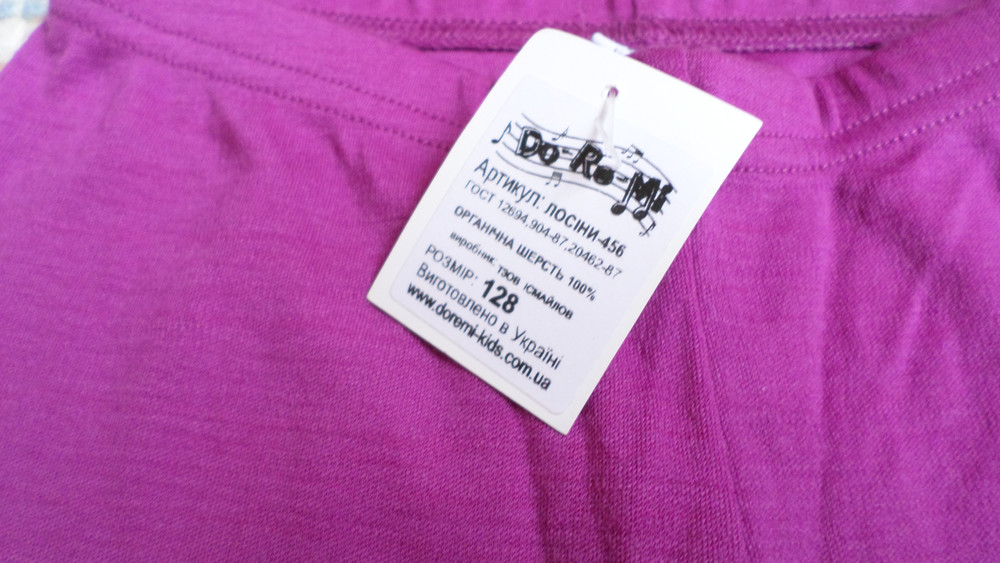 Do-Re-Mi
Артикул: лосіни-456
ГОСТ 12694,904-87,20462-87
ОРГАНІЧНА ШЕРСТЬ 100%
виробник ТЗОВ ІСМАЙЛОВ
РОЗМІР: 128
Виготовлено в Україні
www.doremi-kids.com.ua